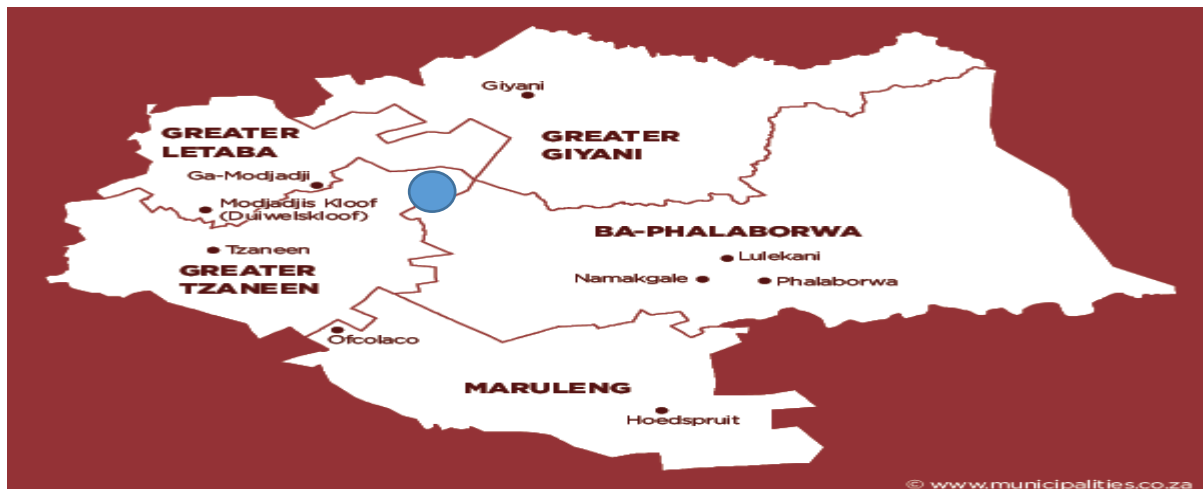 Giyani
GREATER
LETABA
GREATER
GIYANI
Ga-Modjadji
Modjadjis Kloof
(Duiwelskloof)
BA-PHALABORWA
Tzaneen
Lulekani
GREATER
TZANEEN
Namakgale
Phalaborwa
Ofcolaco
MARULENG
Hoedspruit
© www.municipalities.co.za